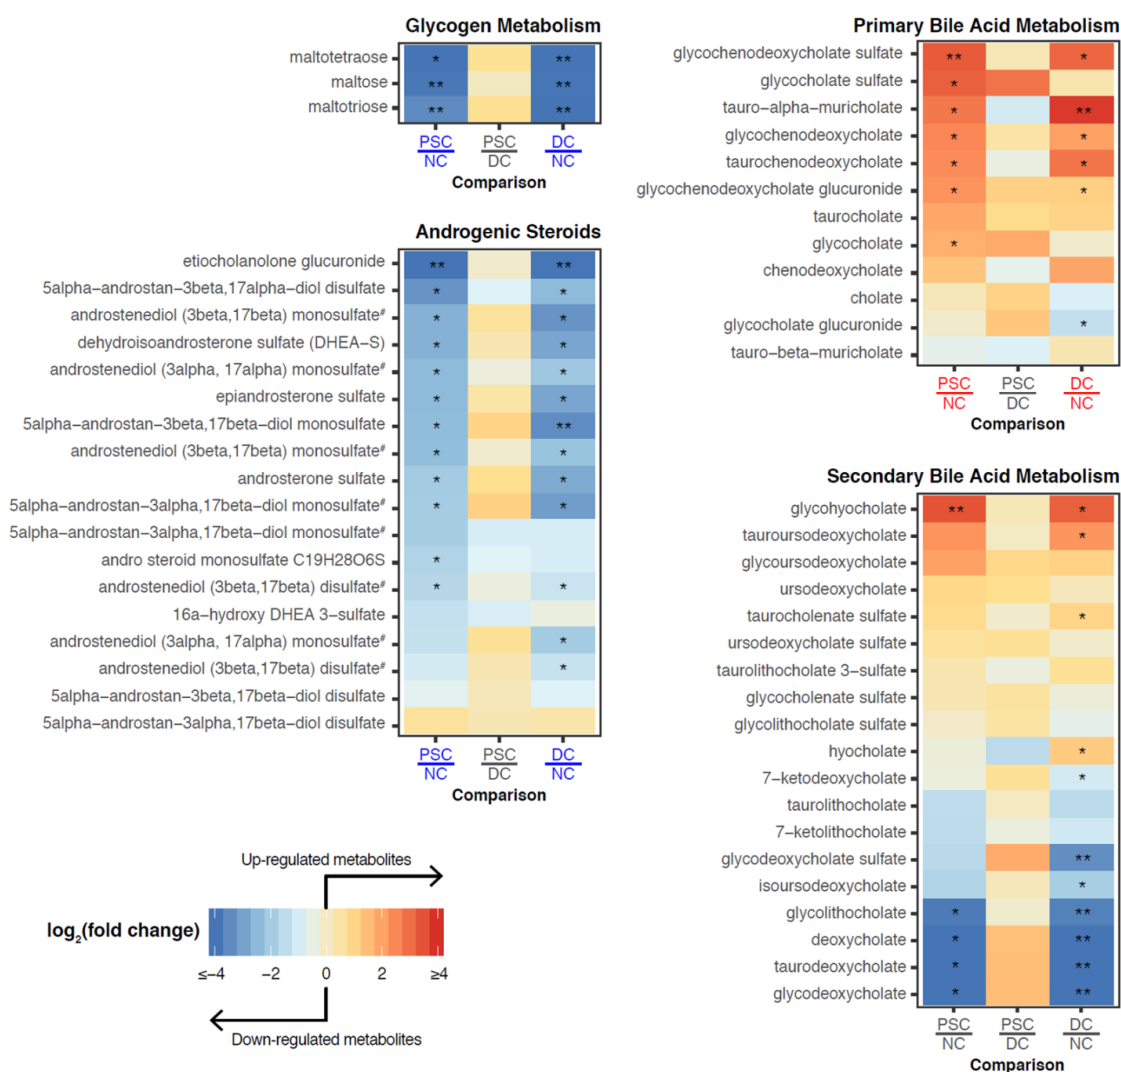 Glycogen Metabolism
maltotetraose * **
maltose ** **
maltotriose ** **
PSC PSC DC
NC DC NC
Comparison
Androgenic Steroids
etiocholanolone glucuronide ** **
5alpha−androstan−3beta,17alpha−diol disulfate * *
androstenediol (3beta,17beta) monosulfate# * *
dehydroisoandrosterone sulfate (DHEA−S) * *
androstenediol (3alpha, 17alpha) monosulfate# * *
epiandrosterone sulfate * *
5alpha−androstan−3beta,17beta−diol monosulfate * **
androstenediol (3beta,17beta) monosulfate# * *
androsterone sulfate * *
5alpha−androstan−3alpha,17beta−diol monosulfate# * *
5alpha−androstan−3alpha,17beta−diol monosulfate#
andro steroid monosulfate C19H28O6S *
androstenediol (3beta,17beta) disulfate# * *
16a−hydroxy DHEA 3−sulfate
androstenediol (3alpha, 17alpha) monosulfate# *
androstenediol (3beta,17beta) disulfate# *
5alpha−androstan−3beta,17beta−diol disulfate
5alpha−androstan−3alpha,17beta−diol disulfate
PSC PSC DC
NC DC NC
Comparison
Up-regulated metabolites
log2(fold change)
≤−4 −2 0 2 ≥4
Down-regulated metabolites
Primary Bile Acid Metabolism
glycochenodeoxycholate sulfate ** *
glycocholate sulfate *
tauro−alpha−muricholate * **
glycochenodeoxycholate * *
taurochenodeoxycholate * *
glycochenodeoxycholate glucuronide * *
taurocholate
glycocholate *
chenodeoxycholate
cholate
glycocholate glucuronide *
tauro−beta−muricholate
PSC PSC DC
NC DC NC
Comparison
Secondary Bile Acid Metabolism
glycohyocholate ** *
tauroursodeoxycholate *
glycoursodeoxycholate
ursodeoxycholate
taurocholenate sulfate *
ursodeoxycholate sulfate
taurolithocholate 3−sulfate
glycocholenate sulfate
glycolithocholate sulfate
hyocholate *
7−ketodeoxycholate *
taurolithocholate
7−ketolithocholate
glycodeoxycholate sulfate **
isoursodeoxycholate *
glycolithocholate * **
deoxycholate * **
taurodeoxycholate * **
glycodeoxycholate * **
PSC PSC DC
NC DC NC
Comparison